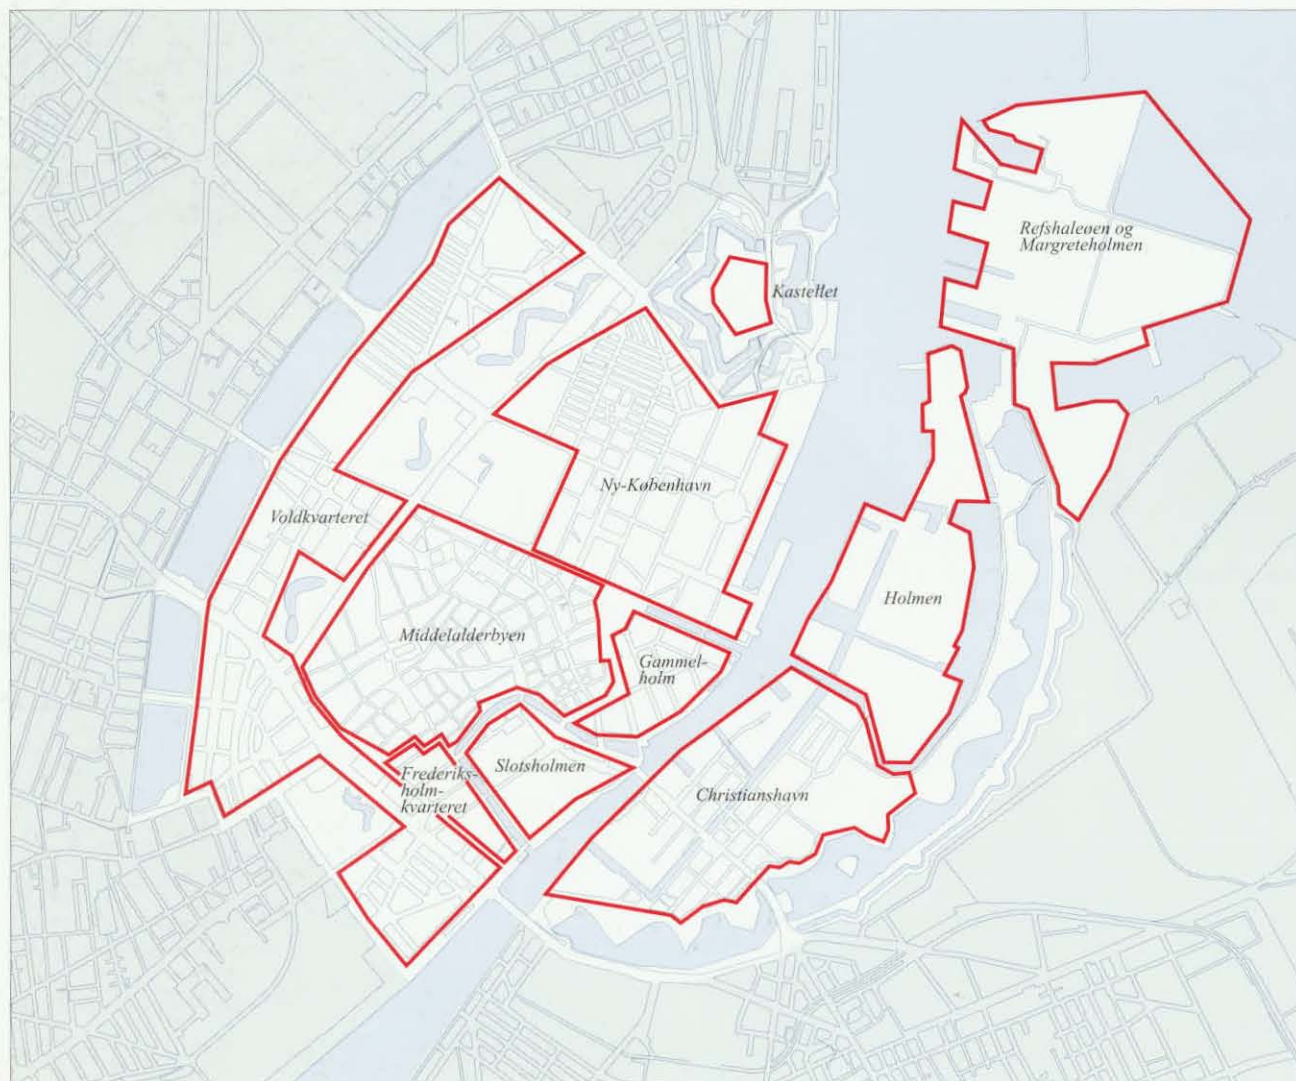 Refshaleøen og
Margreteholmen
Kastellet
Ny-København
Voldkvarteret
Holmen
Middelalderbyen
Gammel-
holm
Slotsholmen
Frederiks-
holm-
kvarteret
Christianshavn